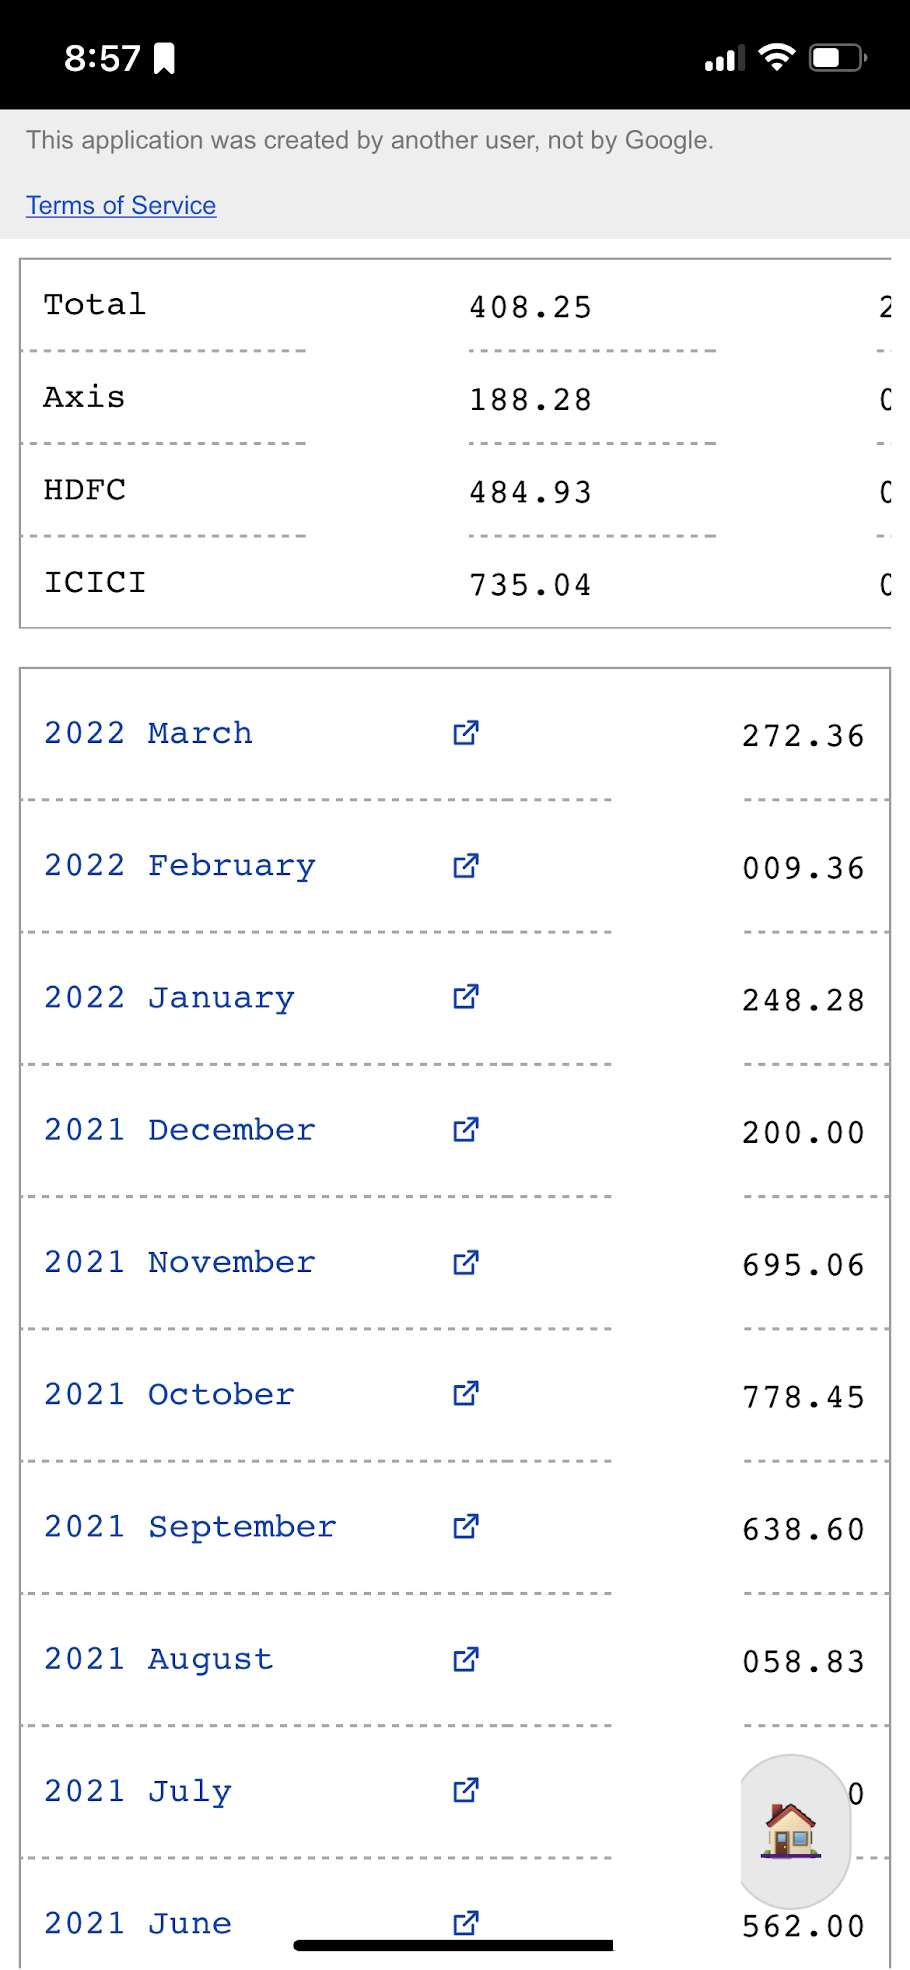 8:57
This application was created by another user, not by Google.
Terms of Service
Total 408.25 2
Axis 188.28 0
HDFC 484.93 0
ICICI 735.04 0
2022 March 272.36
2022 February 009.36
2022 January 248.28
2021 December 200.00
2021 November 695.06
2021 October 778.45
2021 September 638.60
2021 August 058.83
2021 July 0
2021 June 562.00